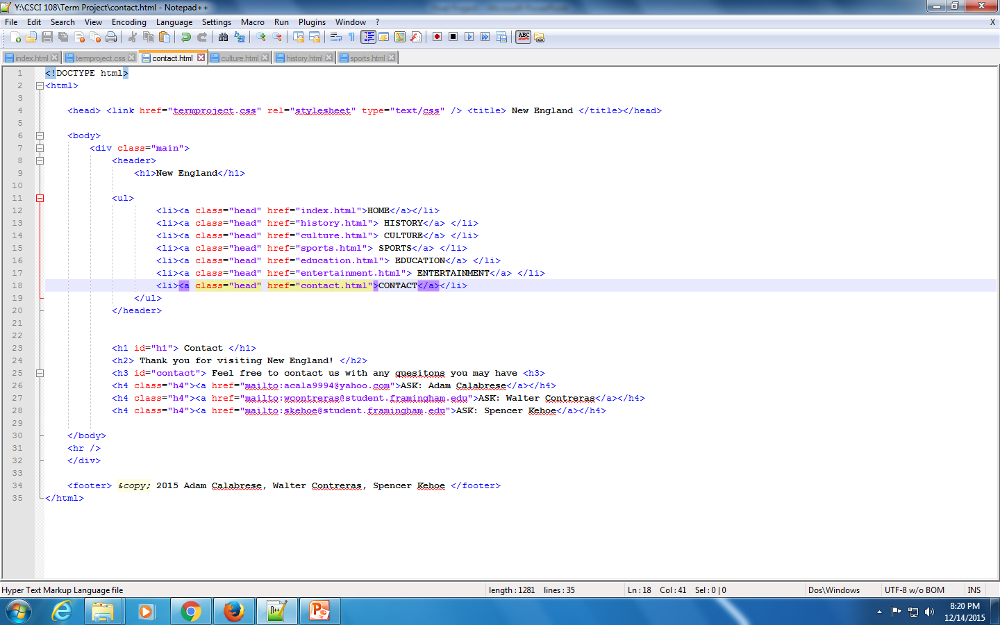 Y:\CSCI 108\Term Project\contact.html - Notepad++
File Edit Search View Encoding Language Settings Macro Run Plugins Window ? X
index.html termproject.css contact.html culture.html history.html sports.html
1 <!DOCTYPE html>
2 <html>
3
4 <head> <link href="termproject.css" rel="stylesheet" type="text/css" /> <title> New England </title></head>
5
6 <body>
7 <div class="main">
8 <header>
9 <h1>New England</h1>
10
11 <ul>
12 <li><a class="head" href="index.html">HOME</a></li>
13 <li><a class="head" href="history.html"> HISTORY</a> </li>
14 <li><a class="head" href="culture.html"> CULTURE</a> </li>
15 <li><a class="head" href="sports.html"> SPORTS</a> </li>
16 <li><a class="head" href="education.html"> EDUCATION</a> </li>
17 <li><a class="head" href="entertainment.html"> ENTERTAINMENT</a> </li>
18 <li><a class="head" href="contact.html">CONTACT</a></li>
19 </ul>
20 </header>
21
22
23 <h1 id="h1"> Contact </h1>
24 <h2> Thank you for visiting New England! </h2>
25 <h3 id="contact"> Feel free to contact us with any quesitons you may have <h3>
26 <h4 class="h4"><a href="mailto:acala9994@yahoo.com">ASK: Adam Calabrese</a></h4>
27 <h4 class="h4"><a href="mailto:wcontreras@student.framingham.edu">ASK: Walter Contreras</a></h4>
28 <h4 class="h4"><a href="mailto:skehoe@student.framingham.edu">ASK: Spencer Kehoe</a></h4>
29
30 </body>
31 <hr />
32 </div>
33
34 <footer> &copy; 2015 Adam Calabrese, Walter Contreras, Spencer Kehoe </footer>
35 </html>
Hyper Text Markup Language file length : 1281 lines : 35 Ln : 18 Col : 41 Sel : 0 | 0 Dos\Windows UTF-8 w/o BOM INS
8:20 PM
12/14/2015